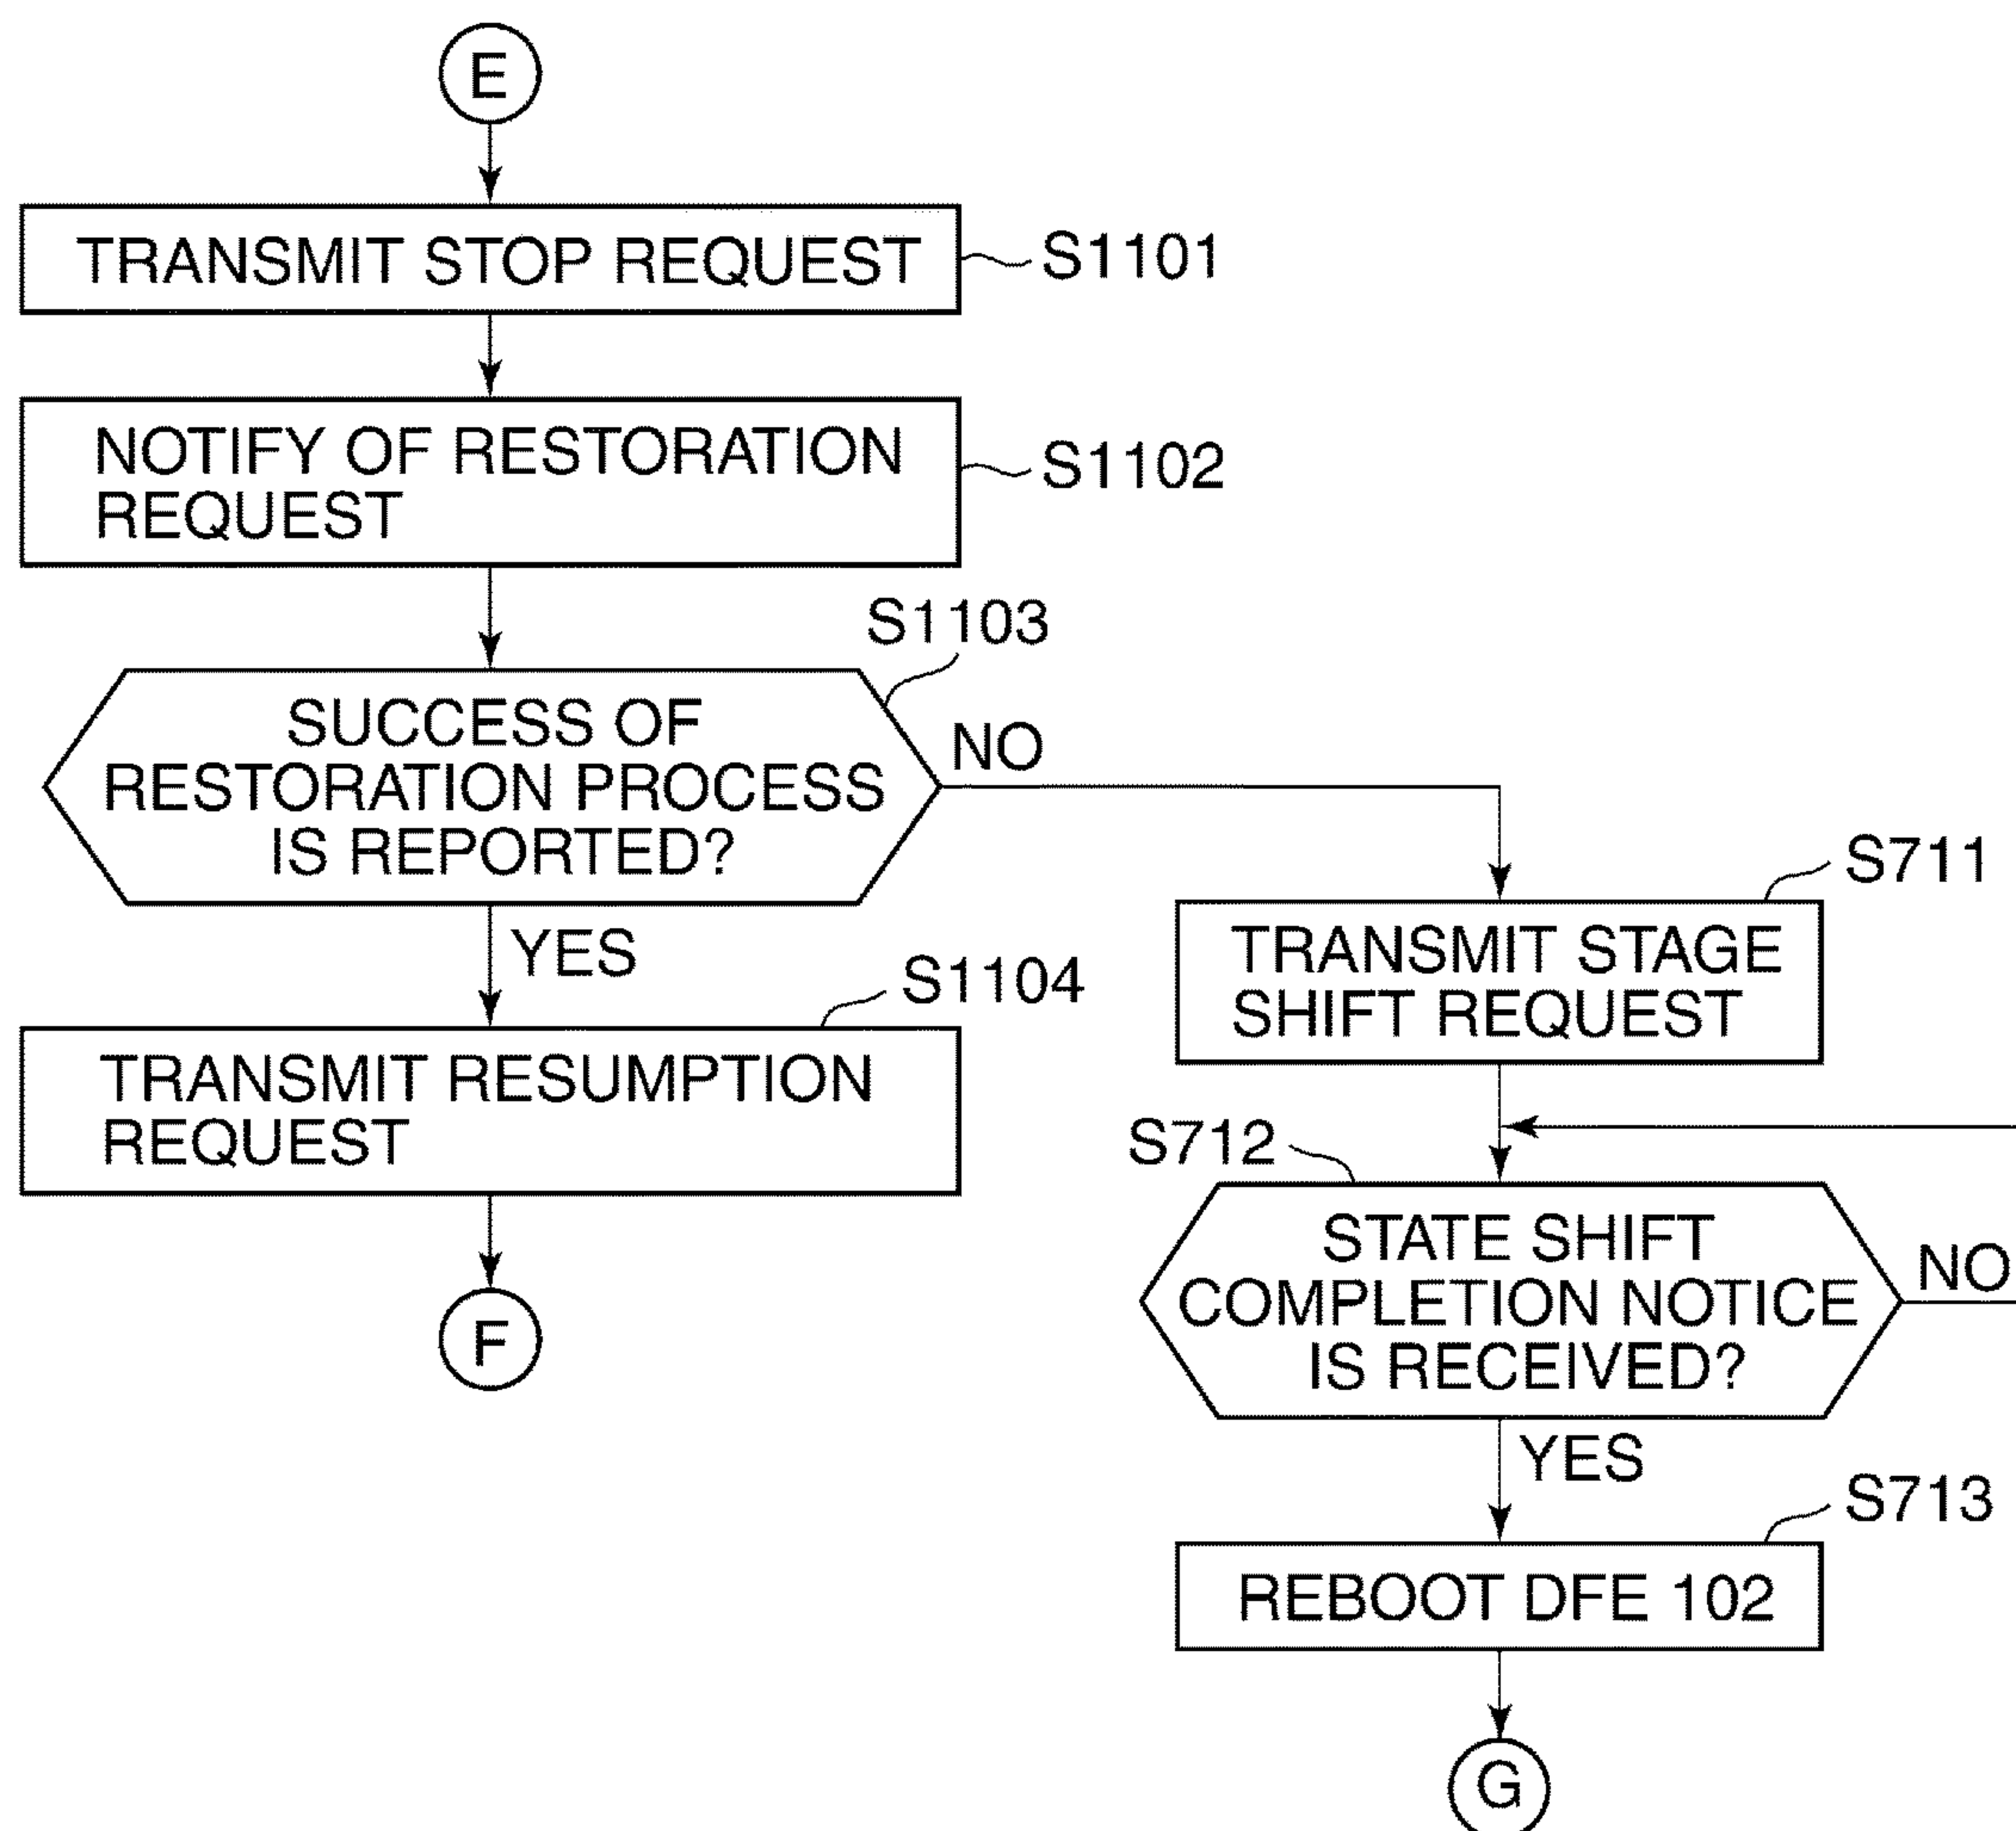 E
TRANSMIT STOP REQUEST
S1101
NOTIFY OF RESTORATION
REQUEST
S1102
S1103
SUCCESS OF
RESTORATION PROCESS
IS REPORTED?
NO
YES
S1104
TRANSMIT RESUMPTION
REQUEST
F
S711
TRANSMIT STAGE
SHIFT REQUEST
S712
STATE SHIFT
COMPLETION NOTICE
IS RECEIVED?
NO
YES
S713
REBOOT DFE 102
G